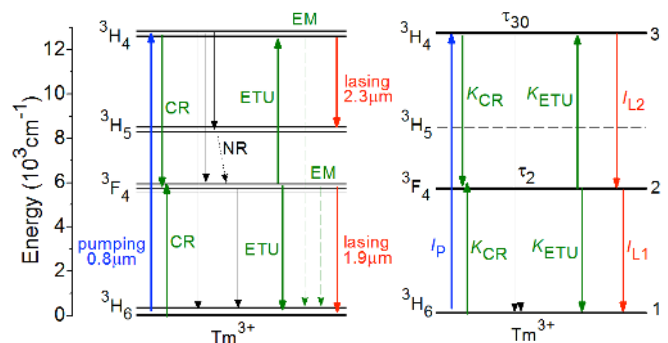 EM
³H₄
12
10
8
6
4
2
0
Energy (10³cm⁻¹)
CR
ETU
lasing
2.3µm
³H₅
NR
³F₄
EM
pumping
0.8µm
CR
ETU
lasing
1.9µm
³H₆
Tm³⁺
τ₃₀
³H₄
3
K_CR
K_ETU
I_L2
³H₅
τ₂
³F₄
2
I_p
K_CR
K_ETU
I_L1
³H₆
1
Tm³⁺